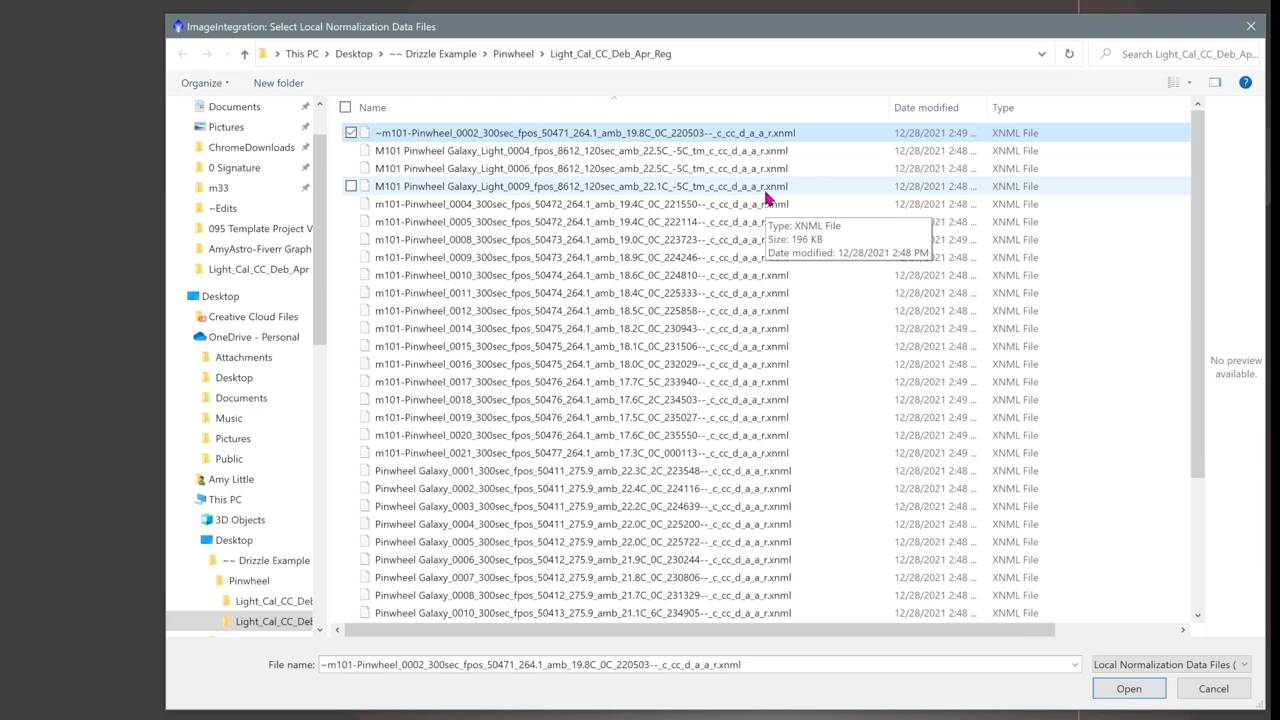 ImageIntegration: Select Local Normalization Data Files
This PC > Desktop > ~~ Drizzle Example > Pinwheel > Light_Cal_CC_Deb_Apr_Reg
Search Light_Cal_CC_Deb_Ap...
Organize New folder
Documents
Pictures
ChromeDownloads
0 Signature
m33
~Edits
095 Template Project V
AmyAstro-Fiverr Graph
Light_Cal_CC_Deb_Apr
Desktop
Creative Cloud Files
OneDrive - Personal
Attachments
Desktop
Documents
Music
Pictures
Public
Amy Little
This PC
3D Objects
Desktop
~~ Drizzle Example
Pinwheel
Light_Cal_CC_Deb
Light_Cal_CC_Deb
Name Date modified Type
~m101-Pinwheel_0002_300sec_fpos_50471_264.1_amb_19.8C_0C_220503--_c_cc_d_a_a_r.xnml 12/28/2021 2:49 ... XNML File
M101 Pinwheel Galaxy_Light_0004_fpos_8612_120sec_amb_22.5C_-5C_tm_c_cc_d_a_a_r.xnml 12/28/2021 2:48 ... XNML File
M101 Pinwheel Galaxy_Light_0006_fpos_8612_120sec_amb_22.5C_-5C_tm_c_cc_d_a_a_r.xnml 12/28/2021 2:48 ... XNML File
M101 Pinwheel Galaxy_Light_0009_fpos_8612_120sec_amb_22.1C_-5C_tm_c_cc_d_a_a_r.xnml 12/28/2021 2:48 ... XNML File
m101-Pinwheel_0004_300sec_fpos_50472_264.1_amb_19.4C_0C_221550--_c_cc_d_a_a_r.xnml 12/28/2021 2:48 ... XNML File
m101-Pinwheel_0005_300sec_fpos_50472_264.1_amb_19.4C_0C_222114--_c_cc_d_a_a_r. /2021 2:49 ... XNML File
m101-Pinwheel_0008_300sec_fpos_50473_264.1_amb_19.0C_0C_223723--_c_cc_d_a_a_r. /2021 2:48 ... XNML File
m101-Pinwheel_0009_300sec_fpos_50473_264.1_amb_18.9C_0C_224246--_c_cc_d_a_a_r.xnml 12/28/2021 2:48 ... XNML File
Type: XNML File
Size: 196 KB
Date modified: 12/28/2021 2:48 PM
m101-Pinwheel_0010_300sec_fpos_50474_264.1_amb_18.6C_0C_224810--_c_cc_d_a_a_r.xnml 12/28/2021 2:48 ... XNML File
m101-Pinwheel_0011_300sec_fpos_50474_264.1_amb_18.4C_0C_225333--_c_cc_d_a_a_r.xnml 12/28/2021 2:48 ... XNML File
m101-Pinwheel_0012_300sec_fpos_50474_264.1_amb_18.5C_0C_225858--_c_cc_d_a_a_r.xnml 12/28/2021 2:48 ... XNML File
m101-Pinwheel_0014_300sec_fpos_50475_264.1_amb_18.2C_0C_230943--_c_cc_d_a_a_r.xnml 12/28/2021 2:49 ... XNML File
m101-Pinwheel_0015_300sec_fpos_50475_264.1_amb_18.1C_0C_231506--_c_cc_d_a_a_r.xnml 12/28/2021 2:48 ... XNML File
m101-Pinwheel_0016_300sec_fpos_50475_264.1_amb_18.0C_0C_232029--_c_cc_d_a_a_r.xnml 12/28/2021 2:48 ... XNML File
m101-Pinwheel_0017_300sec_fpos_50476_264.1_amb_17.7C_5C_233940--_c_cc_d_a_a_r.xnml 12/28/2021 2:49 ... XNML File
m101-Pinwheel_0018_300sec_fpos_50476_264.1_amb_17.6C_2C_234503--_c_cc_d_a_a_r.xnml 12/28/2021 2:49 ... XNML File
m101-Pinwheel_0019_300sec_fpos_50476_264.1_amb_17.5C_0C_235027--_c_cc_d_a_a_r.xnml 12/28/2021 2:49 ... XNML File
m101-Pinwheel_0020_300sec_fpos_50476_264.1_amb_17.6C_0C_235550--_c_cc_d_a_a_r.xnml 12/28/2021 2:49 ... XNML File
m101-Pinwheel_0021_300sec_fpos_50477_264.1_amb_17.3C_0C_000113--_c_cc_d_a_a_r.xnml 12/28/2021 2:48 ... XNML File
Pinwheel Galaxy_0001_300sec_fpos_50411_275.9_amb_22.3C_2C_223548--_c_cc_d_a_a_r.xnml 12/28/2021 2:48 ... XNML File
Pinwheel Galaxy_0002_300sec_fpos_50411_275.9_amb_22.4C_0C_224116--_c_cc_d_a_a_r.xnml 12/28/2021 2:48 ... XNML File
Pinwheel Galaxy_0003_300sec_fpos_50411_275.9_amb_22.2C_0C_224639--_c_cc_d_a_a_r.xnml 12/28/2021 2:48 ... XNML File
Pinwheel Galaxy_0004_300sec_fpos_50411_275.9_amb_22.0C_0C_225200--_c_cc_d_a_a_r.xnml 12/28/2021 2:48 ... XNML File
Pinwheel Galaxy_0005_300sec_fpos_50412_275.9_amb_22.0C_0C_225722--_c_cc_d_a_a_r.xnml 12/28/2021 2:48 ... XNML File
Pinwheel Galaxy_0006_300sec_fpos_50412_275.9_amb_21.9C_0C_230244--_c_cc_d_a_a_r.xnml 12/28/2021 2:48 ... XNML File
Pinwheel Galaxy_0007_300sec_fpos_50412_275.9_amb_21.8C_0C_230806--_c_cc_d_a_a_r.xnml 12/28/2021 2:48 ... XNML File
Pinwheel Galaxy_0008_300sec_fpos_50412_275.9_amb_21.7C_0C_231329--_c_cc_d_a_a_r.xnml 12/28/2021 2:48 ... XNML File
Pinwheel Galaxy_0010_300sec_fpos_50413_275.9_amb_21.1C_6C_234905--_c_cc_d_a_a_r.xnml 12/28/2021 2:48 ... XNML File
No preview
available.
File name: ~m101-Pinwheel_0002_300sec_fpos_50471_264.1_amb_19.8C_0C_220503--_c_cc_d_a_a_r.xnml
Local Normalization Data Files (
Open Cancel